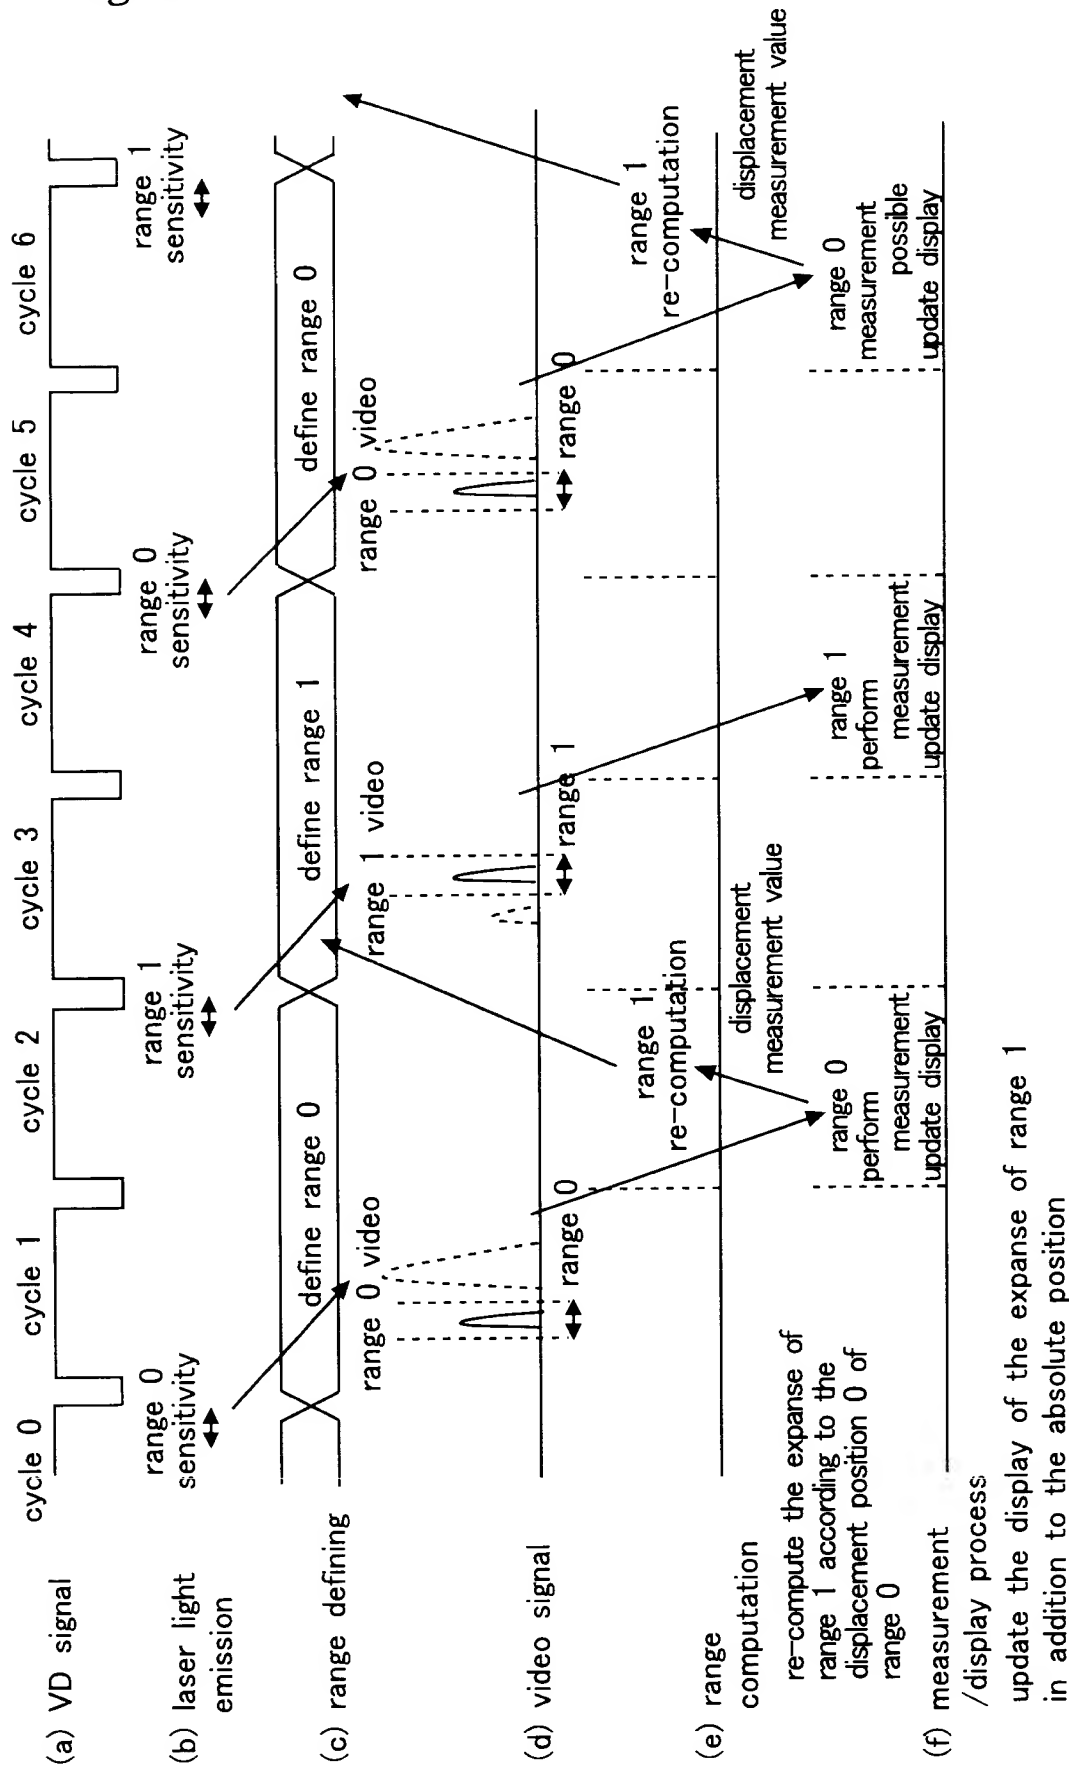 g
(a) VD signal
cycle 0 cycle 1 cycle 2 cycle 3 cycle 4 cycle 5 cycle 6
(b) laser light
emission
range 0
sensitivity
range 1
sensitivity
range 0
sensitivity
range 1
sensitivity
(c) range defining
define range 0 define range 1 define range 0
range 0 video
range 1 video
range 0 video
(d) video signal
range 0
range 1
range 0
(e) range
computation
range 1
re-computation
range 1
re-computation
displacement
measurement value
displacement
measurement value
re-compute the expanse of
range 1 according to the
displacement position 0 of
range 0
(f) measurement
/display process
range 0
perform
measurement
update display
range 1
perform
measurement
update display
range 0
measurement
possible
update display
update the display of the expanse of range 1
in addition to the absolute position